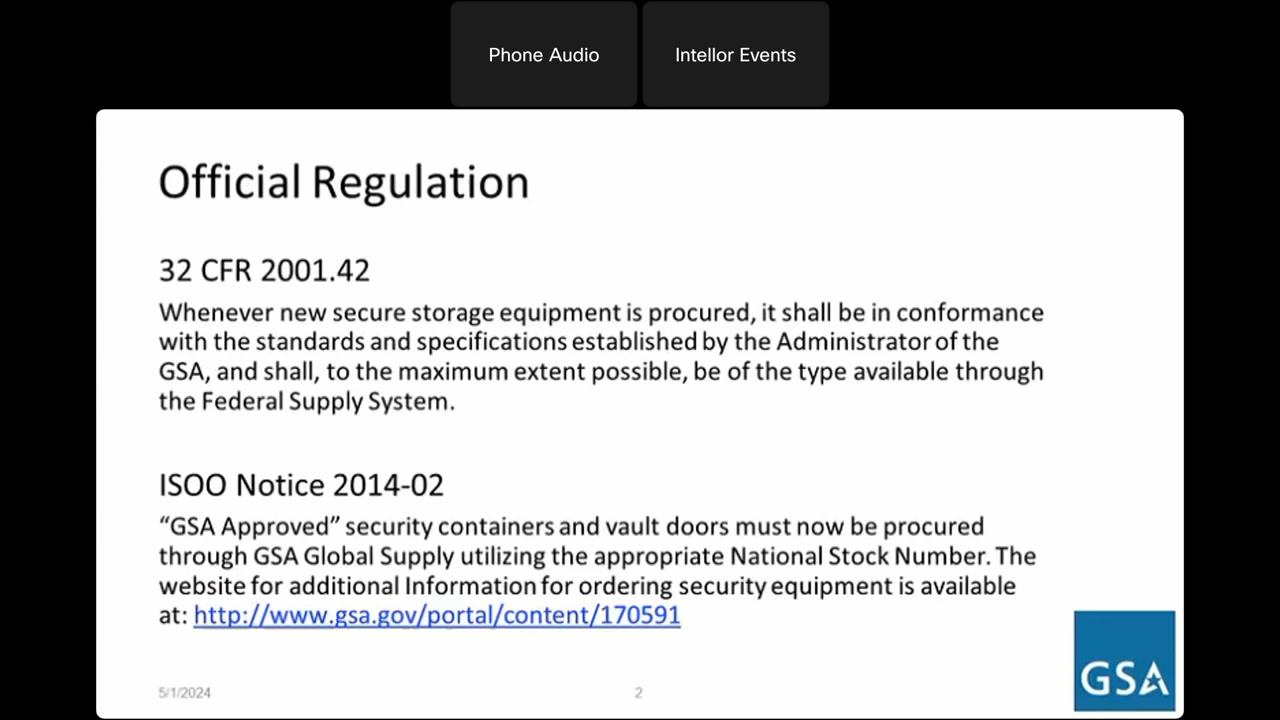 Phone Audio
Intellor Events
Official Regulation
32 CFR 2001.42
Whenever new secure storage equipment is procured, it shall be in conformance
with the standards and specifications established by the Administrator of the
GSA, and shall, to the maximum extent possible, be of the type available through
the Federal Supply System.
ISOO Notice 2014-02
“GSA Approved” security containers and vault doors must now be procured
through GSA Global Supply utilizing the appropriate National Stock Number. The
website for additional Information for ordering security equipment is available
at: http://www.gsa.gov/portal/content/170591
5/1/2024
2
GSA